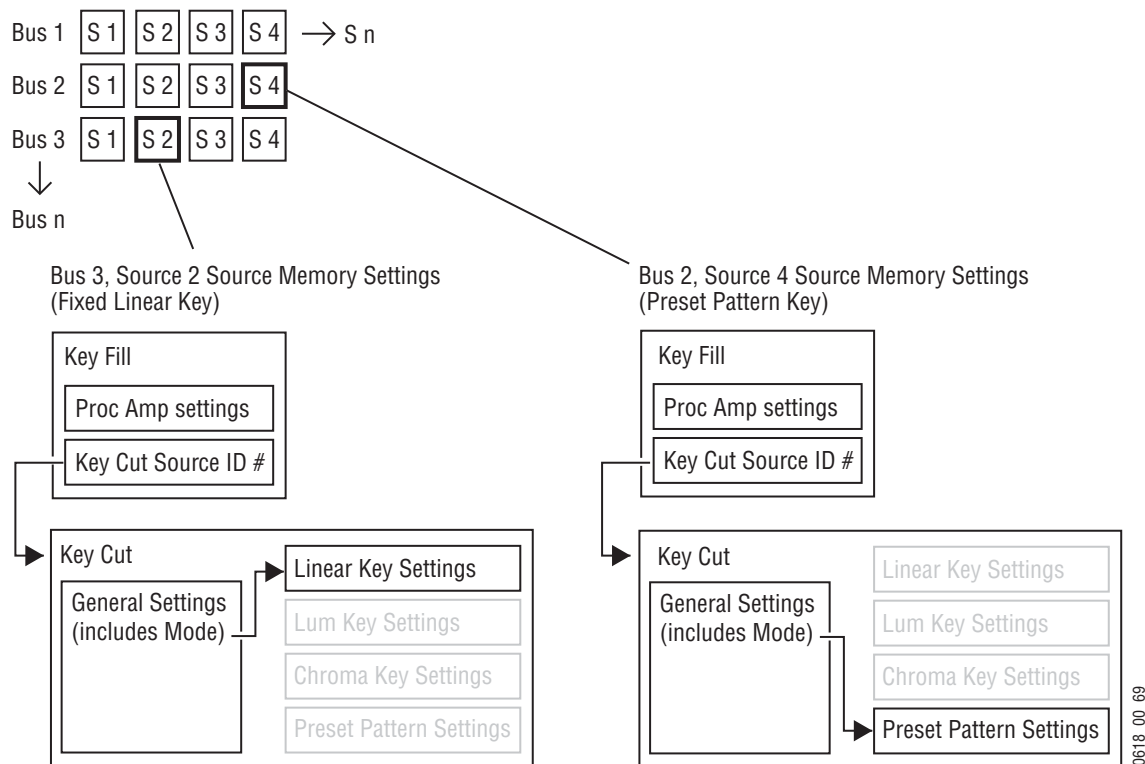 Bus 1 S 1 S 2 S 3 S 4 S n
Bus 2 S 1 S 2 S 3 S 4
Bus 3 S 1 S 2 S 3 S 4
Bus n
Bus 3, Source 2 Source Memory Settings
(Fixed Linear Key)
Key Fill
Proc Amp settings
Key Cut Source ID #
Key Cut
General Settings
(includes Mode)
Linear Key Settings
Lum Key Settings
Chroma Key Settings
Preset Pattern Settings
Bus 2, Source 4 Source Memory Settings
(Preset Pattern Key)
Key Fill
Proc Amp settings
Key Cut Source ID #
Key Cut
General Settings
(includes Mode)
Linear Key Settings
Lum Key Settings
Chroma Key Settings
Preset Pattern Settings
0618 00 69